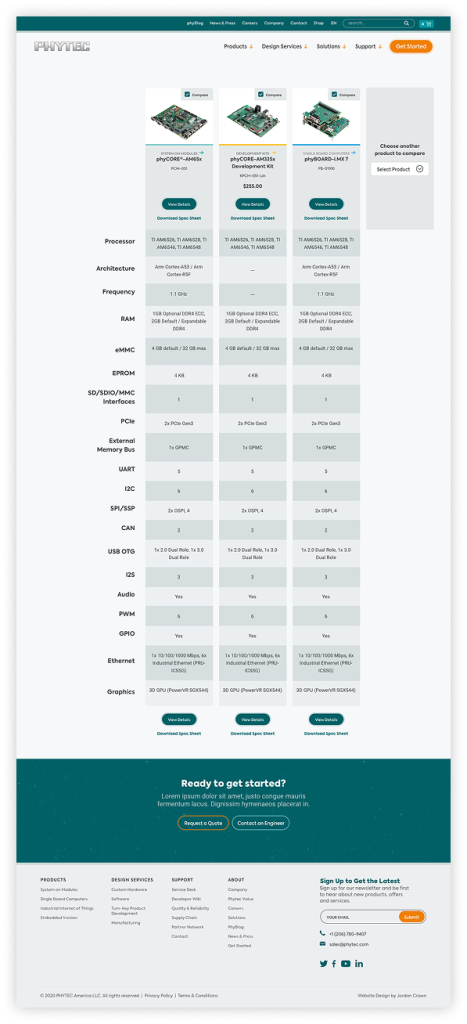 phyBlog News & Press Careers Company Contact Shop EN search...
PHYTEC Products Design Services Solutions Support Get Started
Compare Compare Compare
SYSTEM ON MODULES DEVELOPMENT KITS SINGLE BOARD COMPUTERS
phyCORE®-AM65x phyCORE-AM335x phyBOARD-i.MX 7
Development Kit
PCM-051 KPCM-051-Lin PB-01100
$255.00
Choose another
product to compare
Select Product
View Details View Details View Details
Download Spec Sheet Download Spec Sheet Download Spec Sheet
Processor
TI AM6526, TI AM6528, TI TI AM6526, TI AM6528, TI TI AM6526, TI AM6528, TI
AM6546, TI AM6548 AM6546, TI AM6548 AM6546, TI AM6548
Architecture
Arm Cortex-A53 / Arm — Arm Cortex-A53 / Arm
Cortex-R5F Cortex-R5F
Frequency 1.1 GHz — 1.1 GHz
RAM
1GB Optional DDR4 ECC, 1GB Optional DDR4 ECC, 1GB Optional DDR4 ECC,
2GB Default / Expandable 2GB Default / Expandable 2GB Default / Expandable
DDR4 DDR4 DDR4
eMMC 4 GB default / 32 GB max 4 GB default / 32 GB max 4 GB default / 32 GB max
EPROM 4 KB 4 KB 4 KB
SD/SDIO/MMC
Interfaces 1 1 1
PCIe 2x PCIe Gen3 2x PCIe Gen3 2x PCIe Gen3
External
Memory Bus 1x GPMC 1x GPMC 1x GPMC
UART 5 5 5
I2C 6 6 6
SPI/SSP 2x OSPI, 4 2x OSPI, 4 2x OSPI, 4
CAN 2 2 2
USB OTG
1x 2.0 Dual Role, 1x 3.0 1x 2.0 Dual Role, 1x 3.0 1x 2.0 Dual Role, 1x 3.0
Dual Role Dual Role Dual Role
I2S 3 3 3
Audio Yes Yes Yes
PWM 6 6 6
GPIO Yes Yes Yes
Ethernet
1x 10/100/1000 Mbps, 6x 1x 10/100/1000 Mbps, 6x 1x 10/100/1000 Mbps, 6x
Industrial Ethernet (PRU- Industrial Ethernet (PRU- Industrial Ethernet (PRU-
ICSSG) ICSSG) ICSSG)
Graphics 3D GPU (PowerVR SGX544) 3D GPU (PowerVR SGX544) 3D GPU (PowerVR SGX544)
View Details View Details View Details
Download Spec Sheet Download Spec Sheet Download Spec Sheet
Ready to get started?
Lorem ipsum dolor sit amet, justo congue mauris
fermentum lacus. Dignissim hymenaeos placerat in.
Request a Quote Contact an Engineer
PRODUCTS
System on Modules
Single Board Computers
Industrial Internet of Things
Embedded Iversion
DESIGN SERVICES
Custom Hardware
Software
Turn-Key Product
Development
Manufacturing
SUPPORT
Service Desk
Developer Wiki
Quality & Reliability
Supply Chain
Partner Network
Contact
ABOUT
Company
Phytec Value
Careers
Solutions
PhyBlog
News & Press
Get Started
Sign Up to Get the Latest
Sign up for our newsletter and be first
to hear about new products, offers
and services.
YOUR EMAIL Submit
+1 (206) 780-9407
sales@phytec.com
© 2020 PHYTEC America LLC. All rights reserved | Privacy Policy | Terms & Conditions Website Design by Jordan Crown